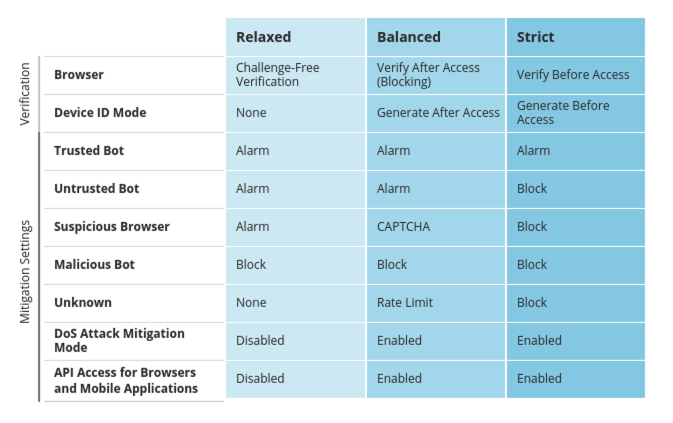 Relaxed Balanced Strict
Verification
Browser Challenge-Free Verification Verify After Access (Blocking) Verify Before Access
Device ID Mode None Generate After Access Generate Before Access
Mitigation Settings
Trusted Bot Alarm Alarm Alarm
Untrusted Bot Alarm Alarm Block
Suspicious Browser Alarm CAPTCHA Block
Malicious Bot Block Block Block
Unknown None Rate Limit Block
DoS Attack Mitigation Mode Disabled Enabled Enabled
API Access for Browsers and Mobile Applications Disabled Enabled Enabled